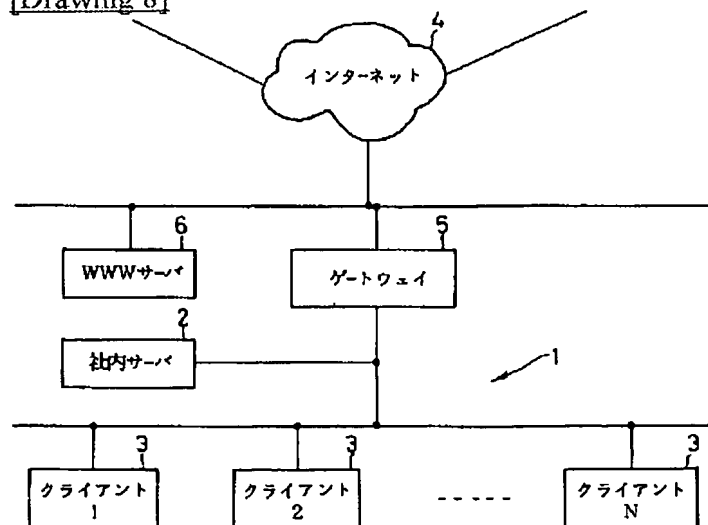 [Drawing 8]
4
インターネット
6
5
WWWサーバ
ゲートウェイ
2
社内サーバ
1
3
3
3
クライアント
1
クライアント
2
-----
クライアント
N